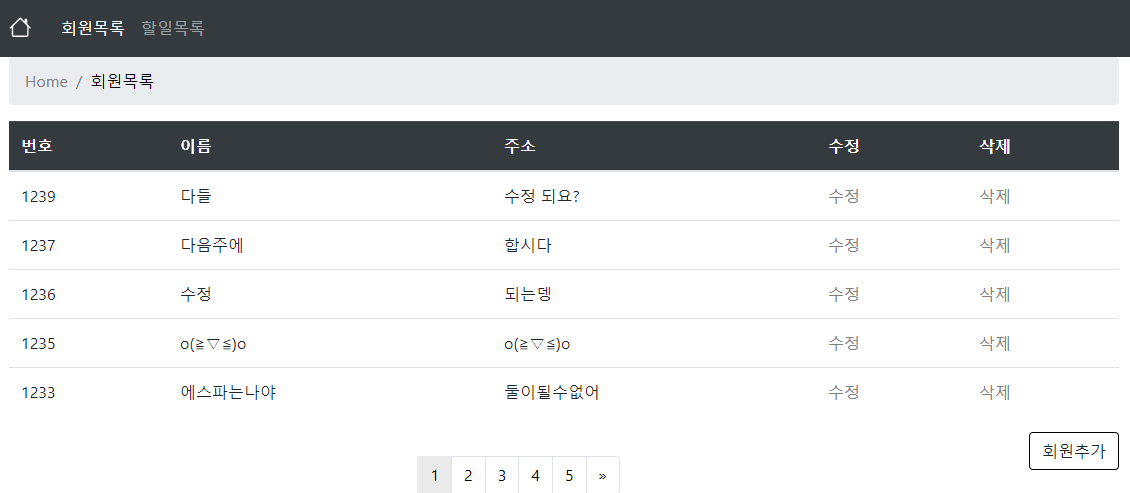 회원목록 할일목록
Home / 회원목록
번호 이름 주소 수정 삭제
1239 다들 수정 되요? 수정 삭제
1237 다음주에 합시다 수정 삭제
1236 수정 되는뎅 수정 삭제
1235 o(≧▽≦)o o(≧▽≦)o 수정 삭제
1233 에스파는나야 둘이될수없어 수정 삭제
회원추가
1 2 3 4 5 »